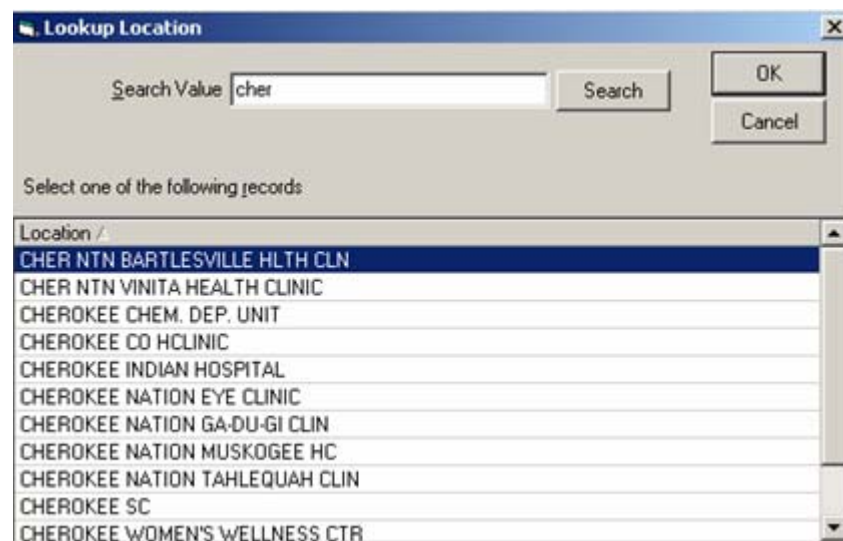 Lookup Location
Search Value cher Search OK
Cancel
Select one of the following records
Location
CHER NTN BARTLESVILLE HLTH CLN
CHER NTN VINITA HEALTH CLINIC
CHEROKEE CHEM. DEP. UNIT
CHEROKEE CO HCLINIC
CHEROKEE INDIAN HOSPITAL
CHEROKEE NATION EYE CLINIC
CHEROKEE NATION GA-DU-GI CLIN
CHEROKEE NATION MUSKOGEE HC
CHEROKEE NATION TAHLEQUAH CLIN
CHEROKEE SC
CHEROKEE WOMEN'S WELLNESS CTR